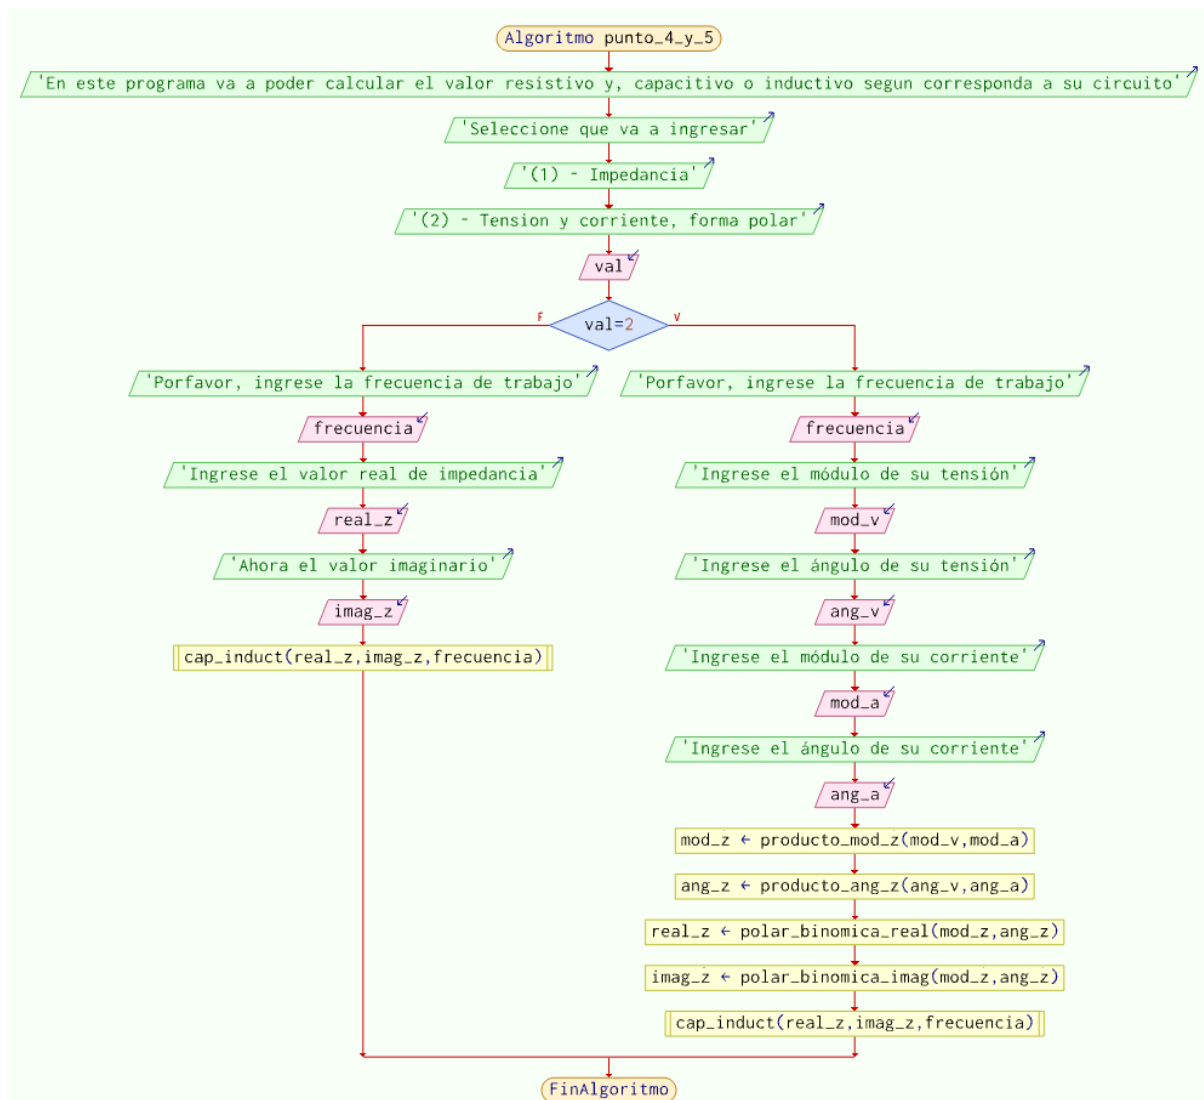 Algoritmo punto_4_y_5
'En este programa va a poder calcular el valor resistivo y, capacitivo o inductivo segun corresponda a su circuito'
'Seleccione que va a ingresar'
'(1) - Impedancia'
'(2) - Tension y corriente, forma polar'
val
F
val=2
V
'Porfavor, ingrese la frecuencia de trabajo'
frecuencia
'Ingrese el valor real de impedancia'
real_z
'Ahora el valor imaginario'
imag_z
cap_induct(real_z,imag_z,frecuencia)
'Porfavor, ingrese la frecuencia de trabajo'
frecuencia
'Ingrese el módulo de su tensión'
mod_v
'Ingrese el ángulo de su tensión'
ang_v
'Ingrese el módulo de su corriente'
mod_a
'Ingrese el ángulo de su corriente'
ang_a
mod_z ← producto_mod_z(mod_v,mod_a)
ang_z ← producto_ang_z(ang_v,ang_a)
real_z ← polar_binomica_real(mod_z,ang_z)
imag_z ← polar_binomica_imag(mod_z,ang_z)
cap_induct(real_z,imag_z,frecuencia)
FinAlgoritmo